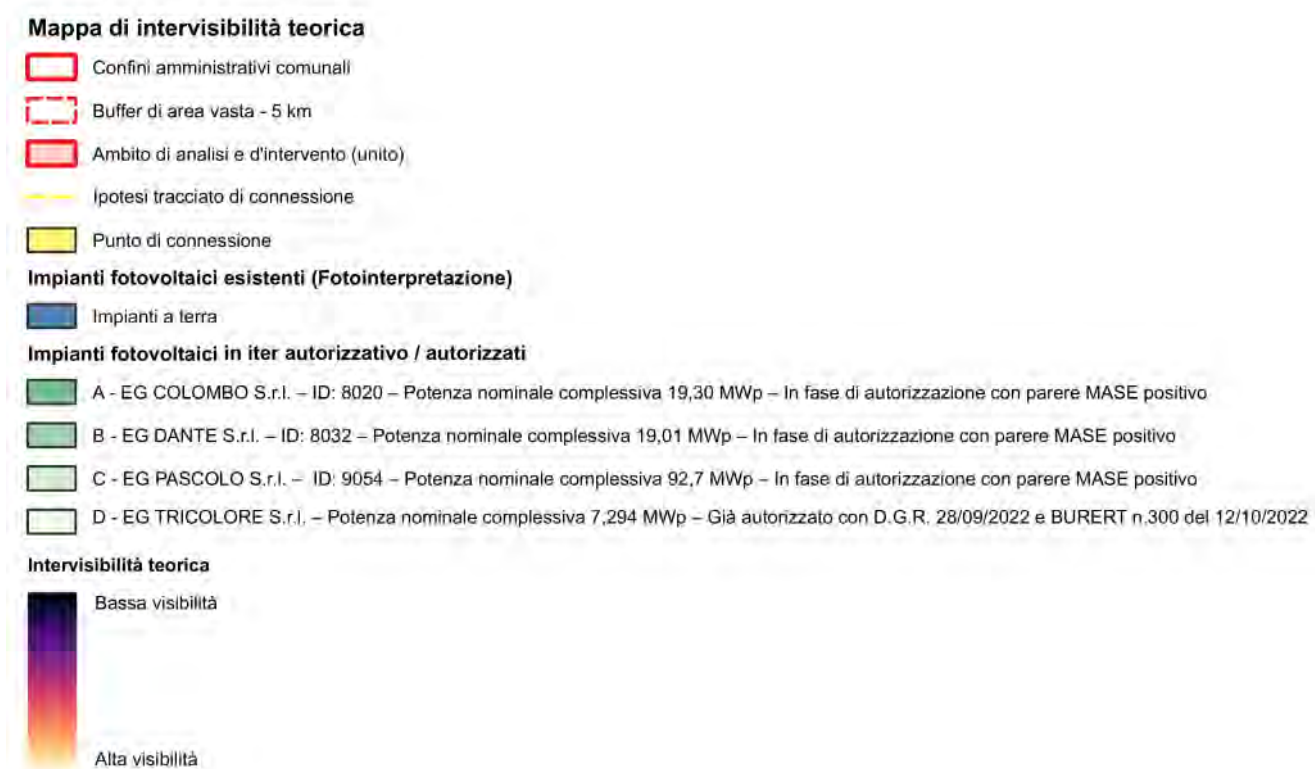 Mappa di intervisibilità teorica
Confini amministrativi comunali
Buffer di area vasta - 5 km
Ambito di analisi e d'intervento (unito)
Ipotesi tracciato di connessione
Punto di connessione
Impianti fotovoltaici esistenti (Fotointerpretazione)
Impianti a terra
Impianti fotovoltaici in iter autorizzativo / autorizzati
A - EG COLOMBO S.r.l. – ID: 8020 – Potenza nominale complessiva 19,30 MWp – In fase di autorizzazione con parere MASE positivo
B - EG DANTE S.r.l. – ID: 8032 – Potenza nominale complessiva 19,01 MWp – In fase di autorizzazione con parere MASE positivo
C - EG PASCOLO S.r.l. – ID: 9054 – Potenza nominale complessiva 92,7 MWp – In fase di autorizzazione con parere MASE positivo
D - EG TRICOLORE S.r.l. – Potenza nominale complessiva 7,294 MWp – Già autorizzato con D.G.R. 28/09/2022 e BURERT n.300 del 12/10/2022
Intervisibilità teorica
Bassa visibilità
Alta visibilità